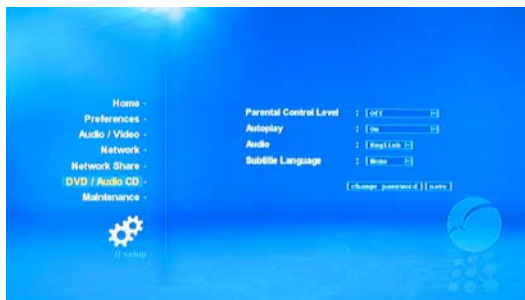 Home -
Preferences -
Audio / Video -
Network -
Network Share -
DVD / Audio CD -
Maintenance -
// setup
Parental Control Level : [off]
Autoplay : [on]
Audio : [English]
Subtitle Language : [None]
[change password] [save]